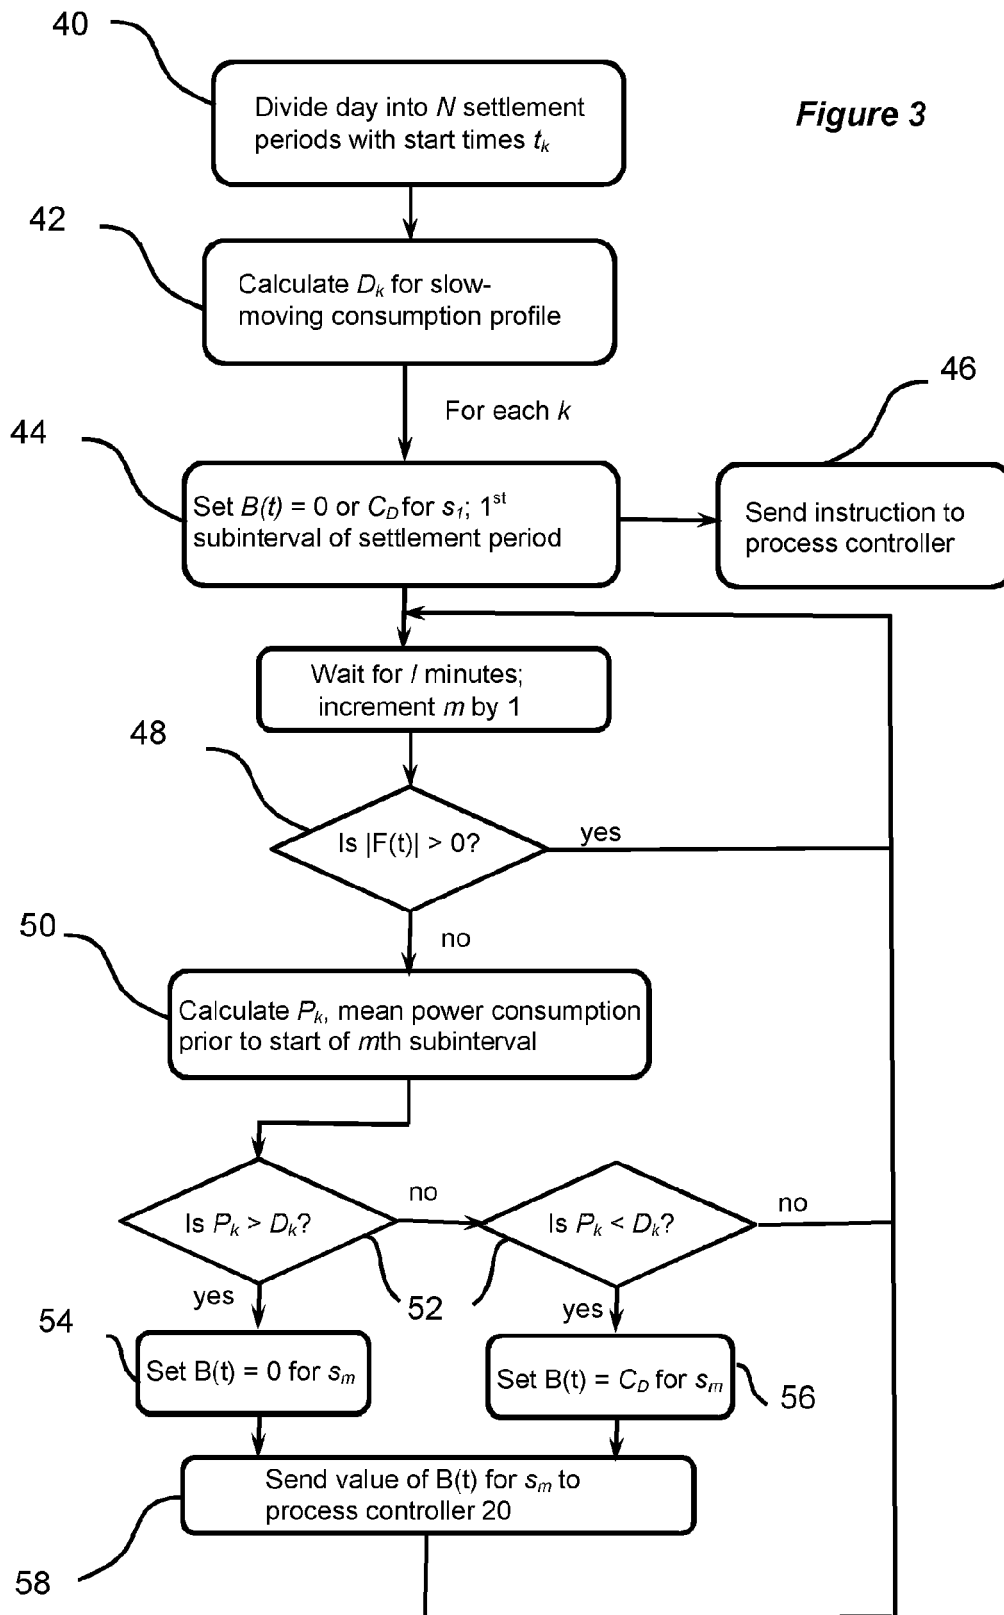 40
Divide day into N settlement
periods with start times tk
Figure 3
42
Calculate Dk for slow-
moving consumption profile
For each k
46
44
Set B(t) = 0 or CD for s1; 1st
subinterval of settlement period
Send instruction to
process controller
Wait for l minutes;
increment m by 1
48
Is |F(t)| > 0?
yes
no
50
Calculate Pk, mean power consumption
prior to start of mth subinterval
Is Pk > Dk?
no
Is Pk < Dk?
no
52
yes
yes
54
Set B(t) = 0 for sm
Set B(t) = CD for sm
56
Send value of B(t) for sm to
process controller 20
58